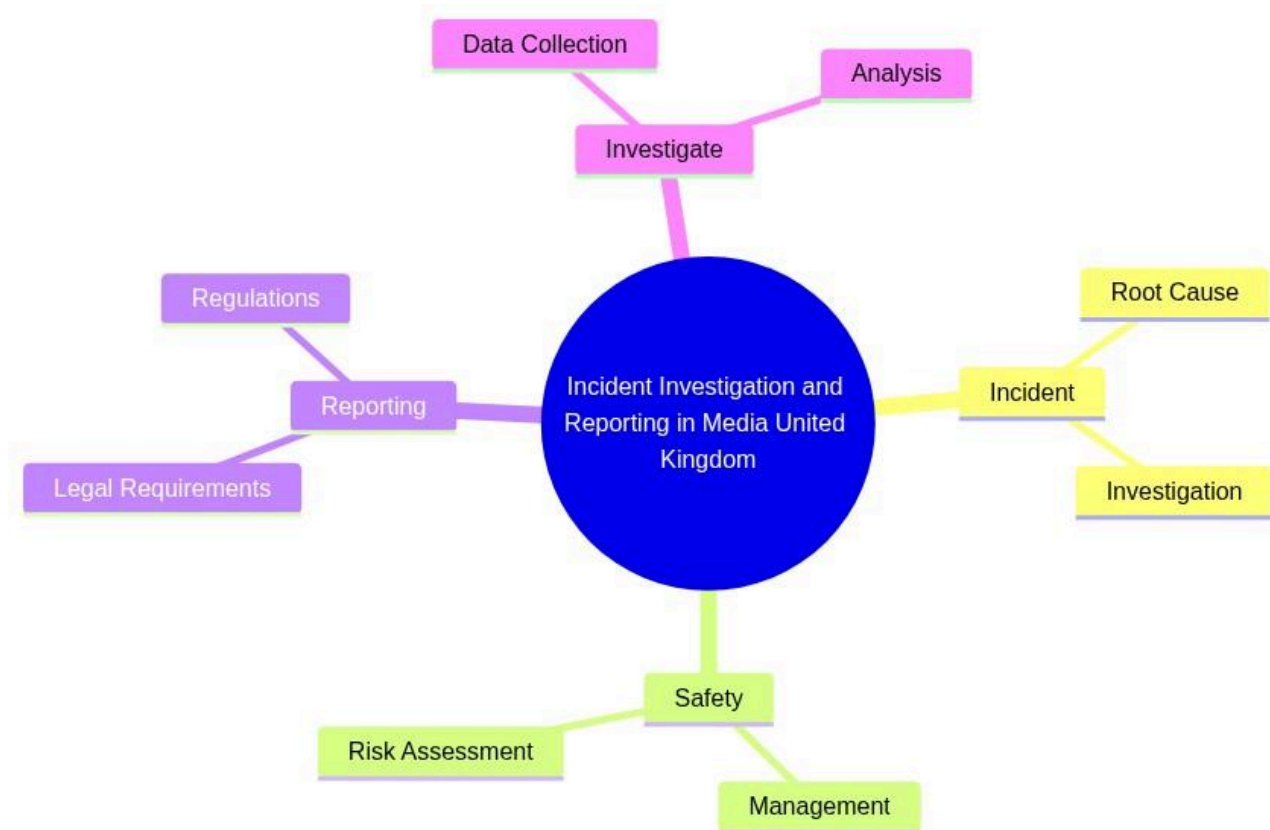 Data Collection
Analysis
Investigate
Regulations
Root Cause
Reporting
Incident Investigation and
Reporting in Media United
Kingdom
Incident
Legal Requirements
Investigation
Safety
Risk Assessment
Management